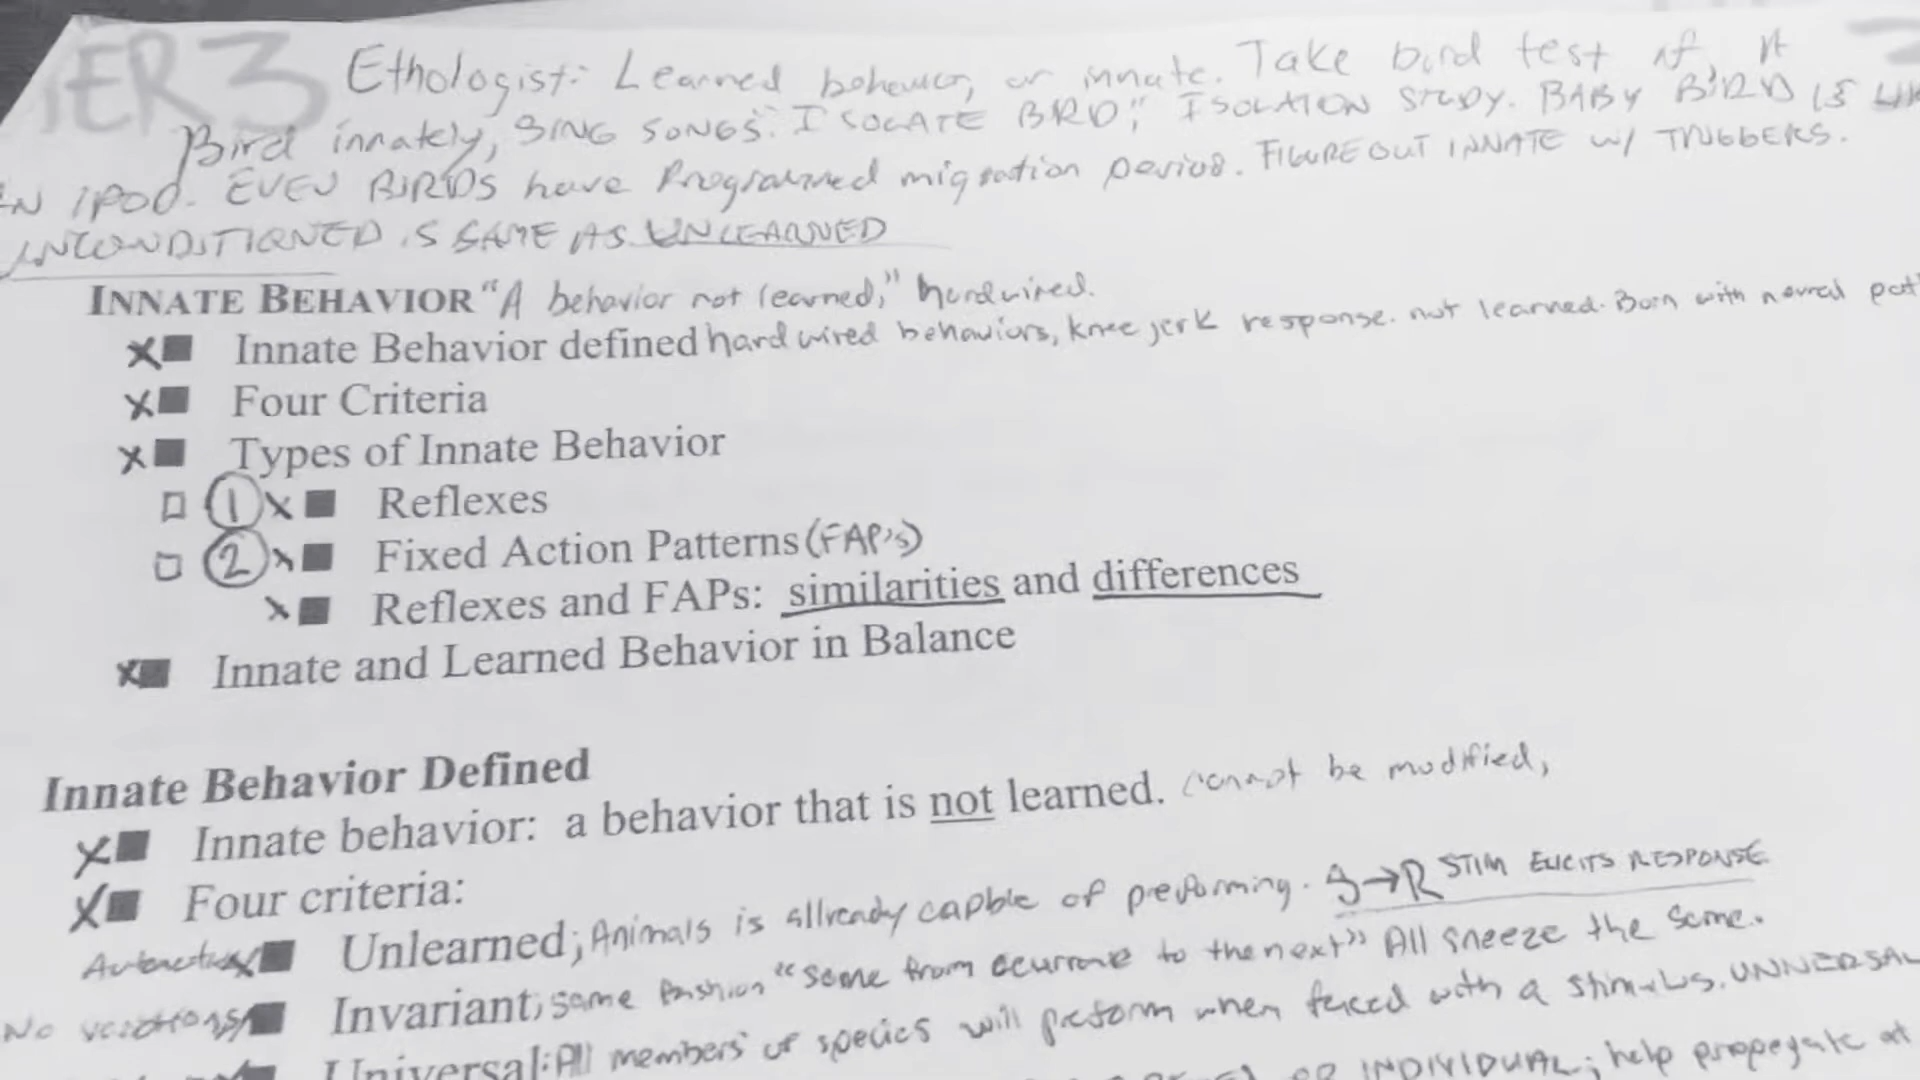 ER 3
Ethologist: Learned behavior, or innate. Take bird test if it
Bird innately, SING SONGS. ISOLATE BIRD; ISOLATION STUDY. BABY BIRD IS
IN IPOD. EVEN BIRDS have Programmed migration period. FIGURE OUT INNATE W/ TRIGGERS.
UNCONDITIONED IS SAME AS UNLEARNED
INNATE BEHAVIOR "A behavior not learned," hardwired.
X■ Innate Behavior defined hard wired behaviors, knee jerk response. not learned. Born with neural
X■ Four Criteria
X■ Types of Innate Behavior
□ ① X■ Reflexes
□ ② X■ Fixed Action Patterns (FAP's)
X■ Reflexes and FAPs: similarities and differences
X■ Innate and Learned Behavior in Balance
Innate Behavior Defined
X■ Innate behavior: a behavior that is not learned. cannot be modified,
X■ Four criteria:
X■ Unlearned; Animals is allready capble of preforming. S→R STIM ELICITS RESPONSE
No X■ Invariant; same fashion "same from ocurrance to the next" All sneeze the same.
Universal: All members of species will preform when faced with a stimulus. UNIVERSAL
OR INDIVIDUAL; help propegate